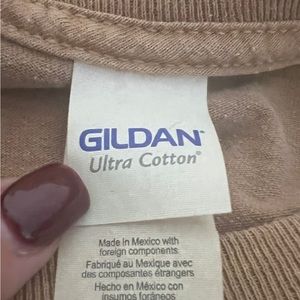 GILDAN™
Ultra Cotton®
Made in Mexico with
foreign components
Fabriqué au Mexique avec
des composantes étrangers
Hecho en México con
insumos foráneos